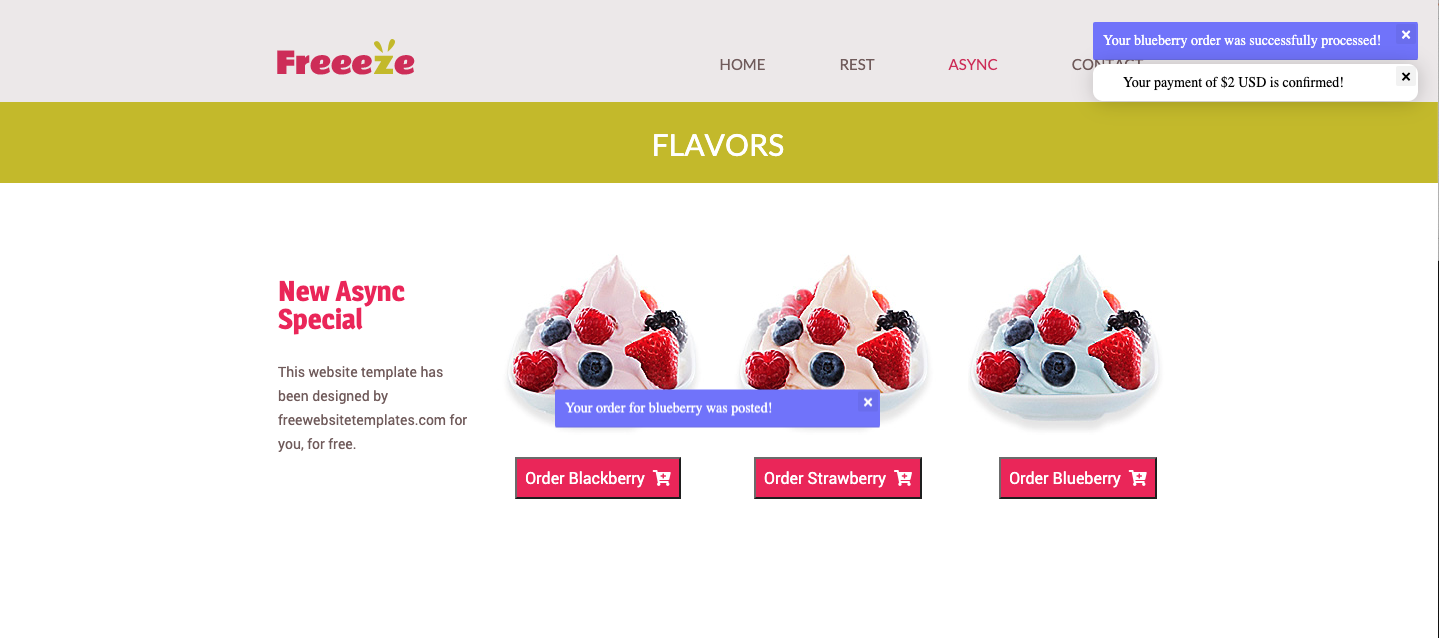 Freeeze
HOME REST ASYNC CONTACT
Your blueberry order was successfully processed!
Your payment of $2 USD is confirmed!
FLAVORS
New Async
Special
This website template has
been designed by
freewebsitetemplates.com for
you, for free.
Your order for blueberry was posted!
Order Blackberry
Order Strawberry
Order Blueberry